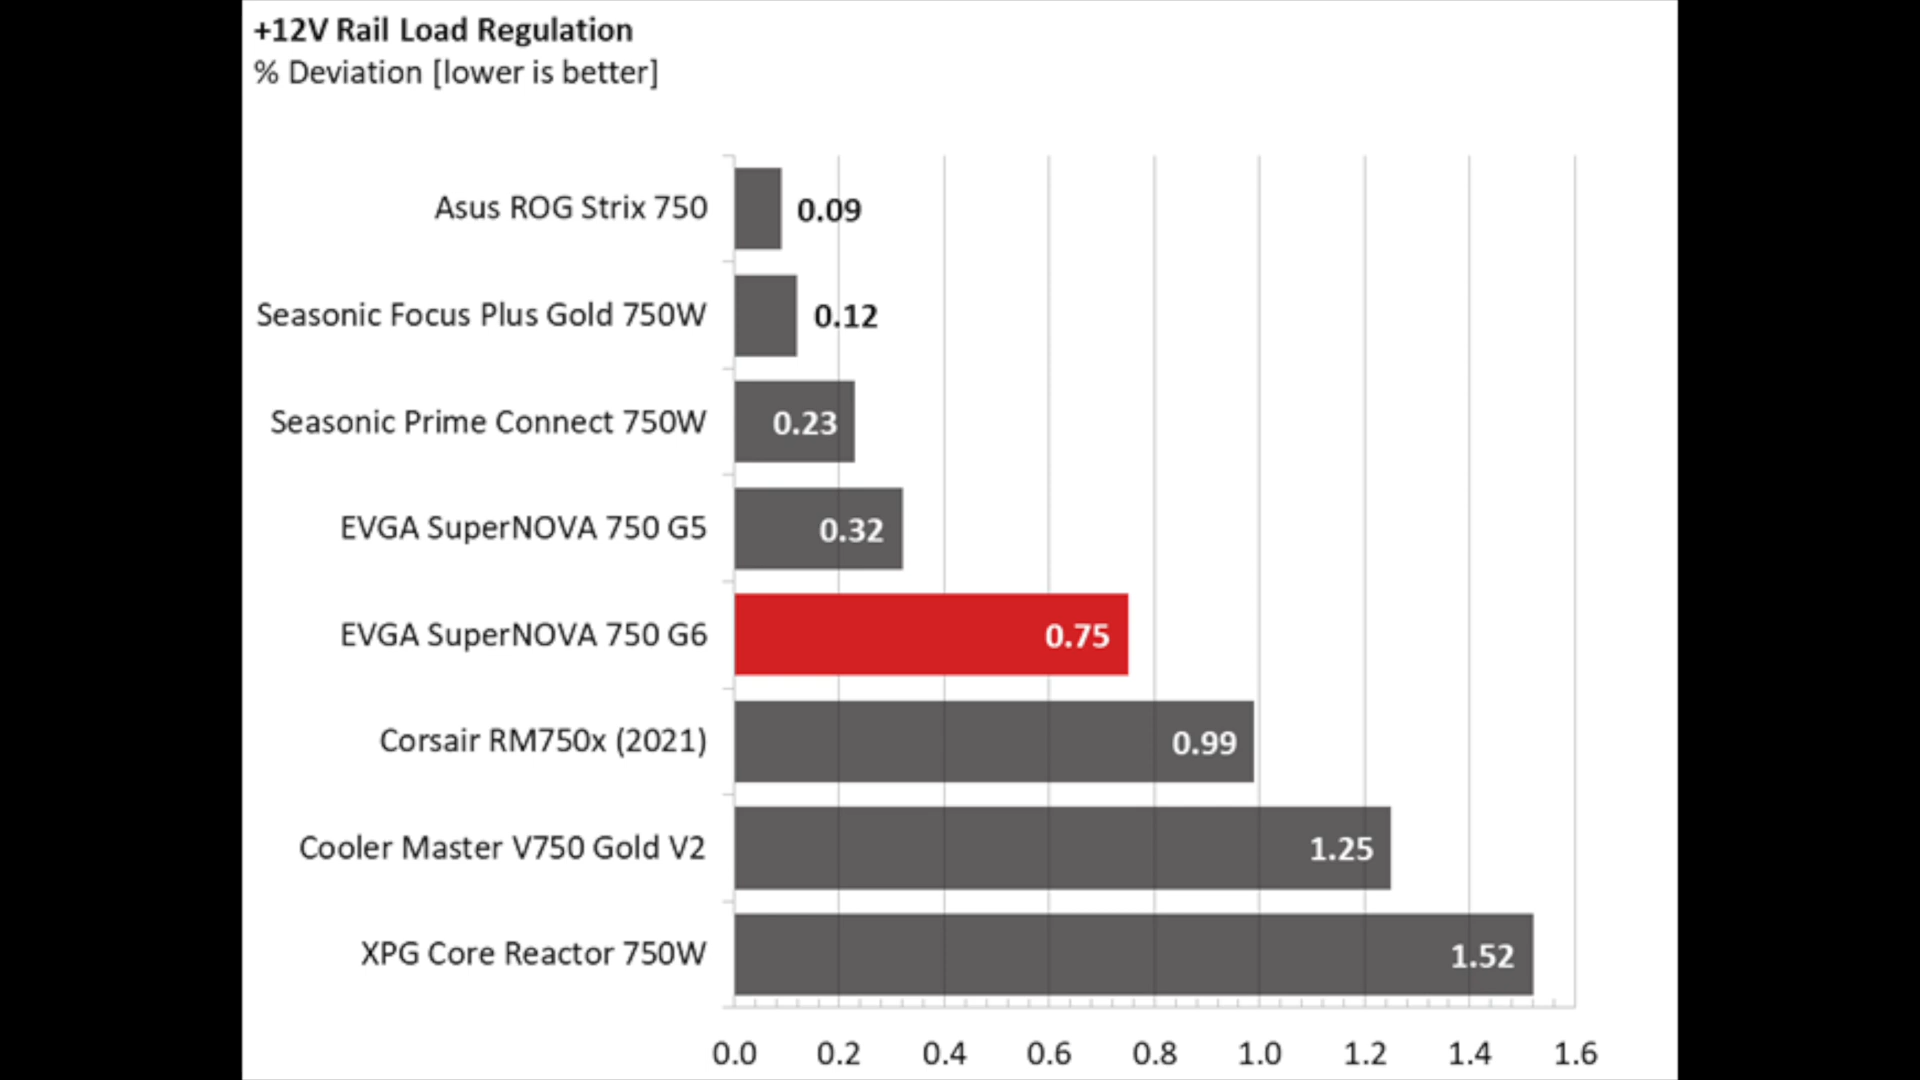 +12V Rail Load Regulation
% Deviation [lower is better]
Asus ROG Strix 750 0.09
Seasonic Focus Plus Gold 750W 0.12
Seasonic Prime Connect 750W 0.23
EVGA SuperNOVA 750 G5 0.32
EVGA SuperNOVA 750 G6 0.75
Corsair RM750x (2021) 0.99
Cooler Master V750 Gold V2 1.25
XPG Core Reactor 750W 1.52
0.0 0.2 0.4 0.6 0.8 1.0 1.2 1.4 1.6